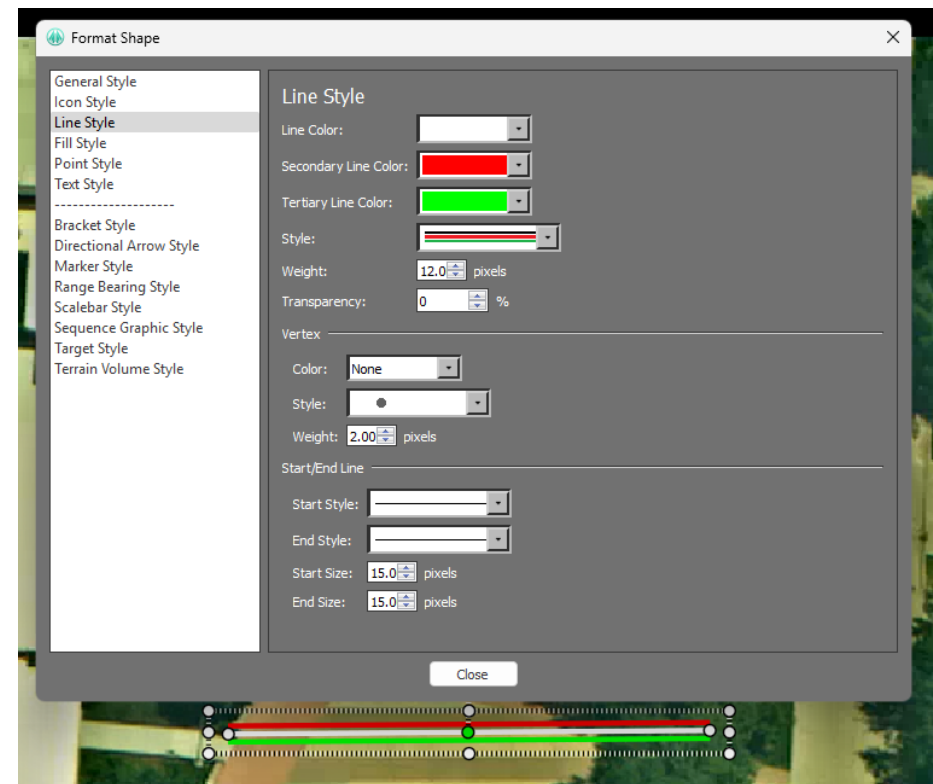 Format Shape
General Style
Icon Style
Line Style
Fill Style
Point Style
Text Style
--------------------
Bracket Style
Directional Arrow Style
Marker Style
Range Bearing Style
Scalebar Style
Sequence Graphic Style
Target Style
Terrain Volume Style
Line Style
Line Color:
Secondary Line Color:
Tertiary Line Color:
Style:
Weight: 12.0 pixels
Transparency: 0 %
Vertex
Color: None
Style:
Weight: 2.00 pixels
Start/End Line
Start Style:
End Style:
Start Size: 15.0 pixels
End Size: 15.0 pixels
Close